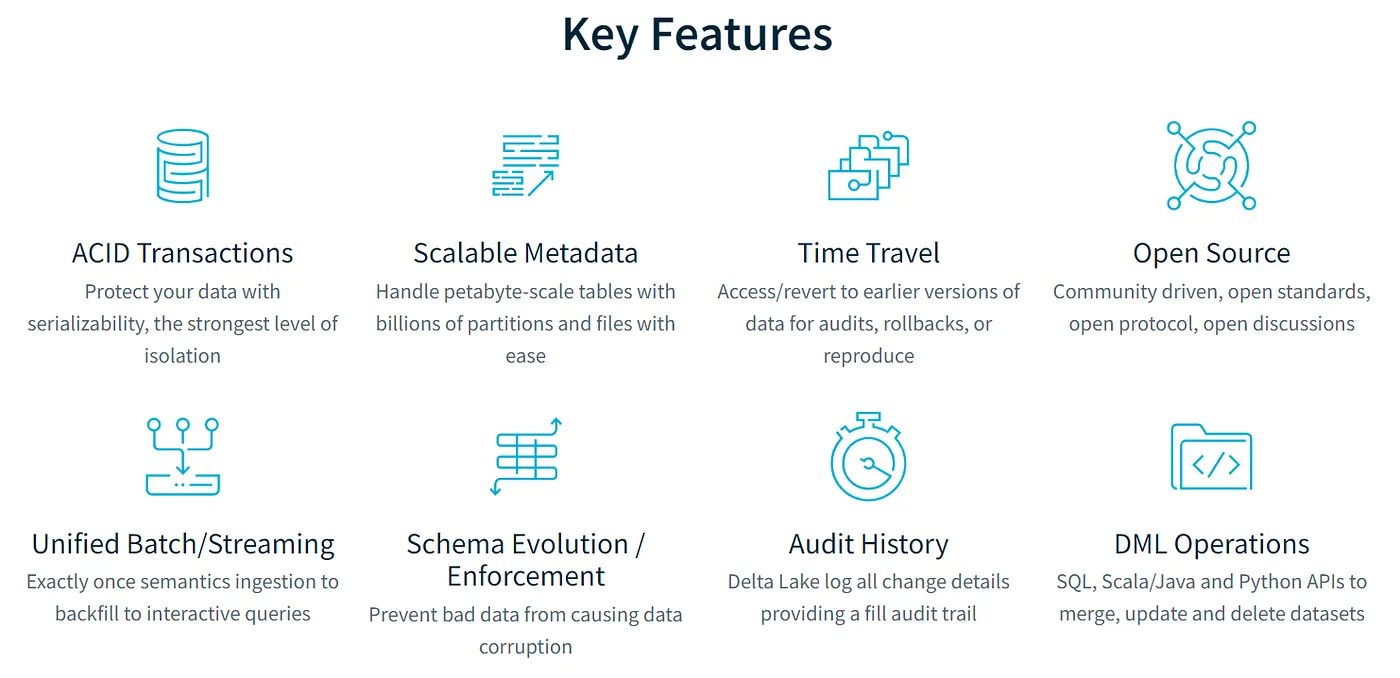 Key Features
ACID Transactions
Protect your data with
serializability, the strongest level of
isolation
Scalable Metadata
Handle petabyte-scale tables with
billions of partitions and files with
ease
Time Travel
Access/revert to earlier versions of
data for audits, rollbacks, or
reproduce
Open Source
Community driven, open standards,
open protocol, open discussions
Unified Batch/Streaming
Exactly once semantics ingestion to
backfill to interactive queries
Schema Evolution /
Enforcement
Prevent bad data from causing data
corruption
Audit History
Delta Lake log all change details
providing a fill audit trail
DML Operations
SQL, Scala/Java and Python APIs to
merge, update and delete datasets